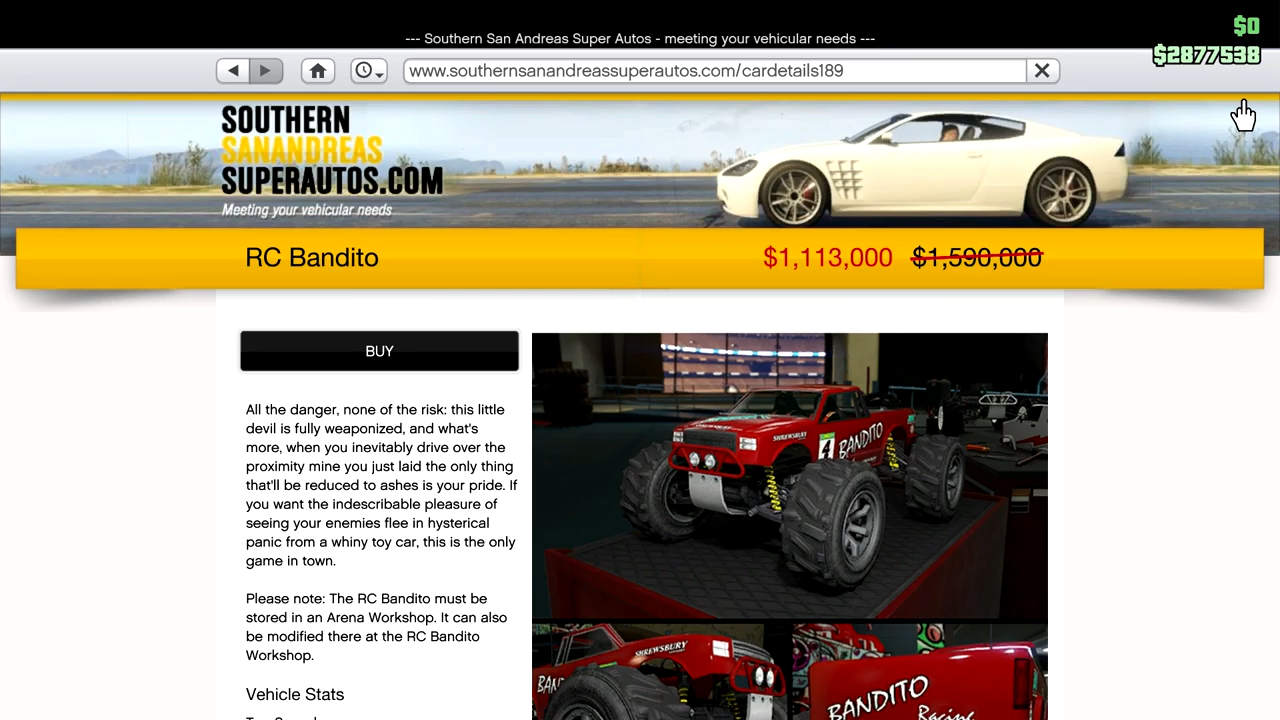 $0
--- Southern San Andreas Super Autos - meeting your vehicular needs ---
$2877538
www.southernsanandreassuperautos.com/cardetails189
SOUTHERN
SANANDREAS
SUPERAUTOS.COM
Meeting your vehicular needs
RC Bandito
$1,113,000 $1,590,000
BUY
All the danger, none of the risk: this little
devil is fully weaponized, and what's
more, when you inevitably drive over the
proximity mine you just laid the only thing
that'll be reduced to ashes is your pride. If
you want the indescribable pleasure of
seeing your enemies flee in hysterical
panic from a whiny toy car, this is the only
game in town.
Please note: The RC Bandito must be
stored in an Arena Workshop. It can also
be modified there at the RC Bandito
Workshop.
Vehicle Stats
SHREWSBURY
4
BANDITO
SHREWSBURY
BANDITO
Racing